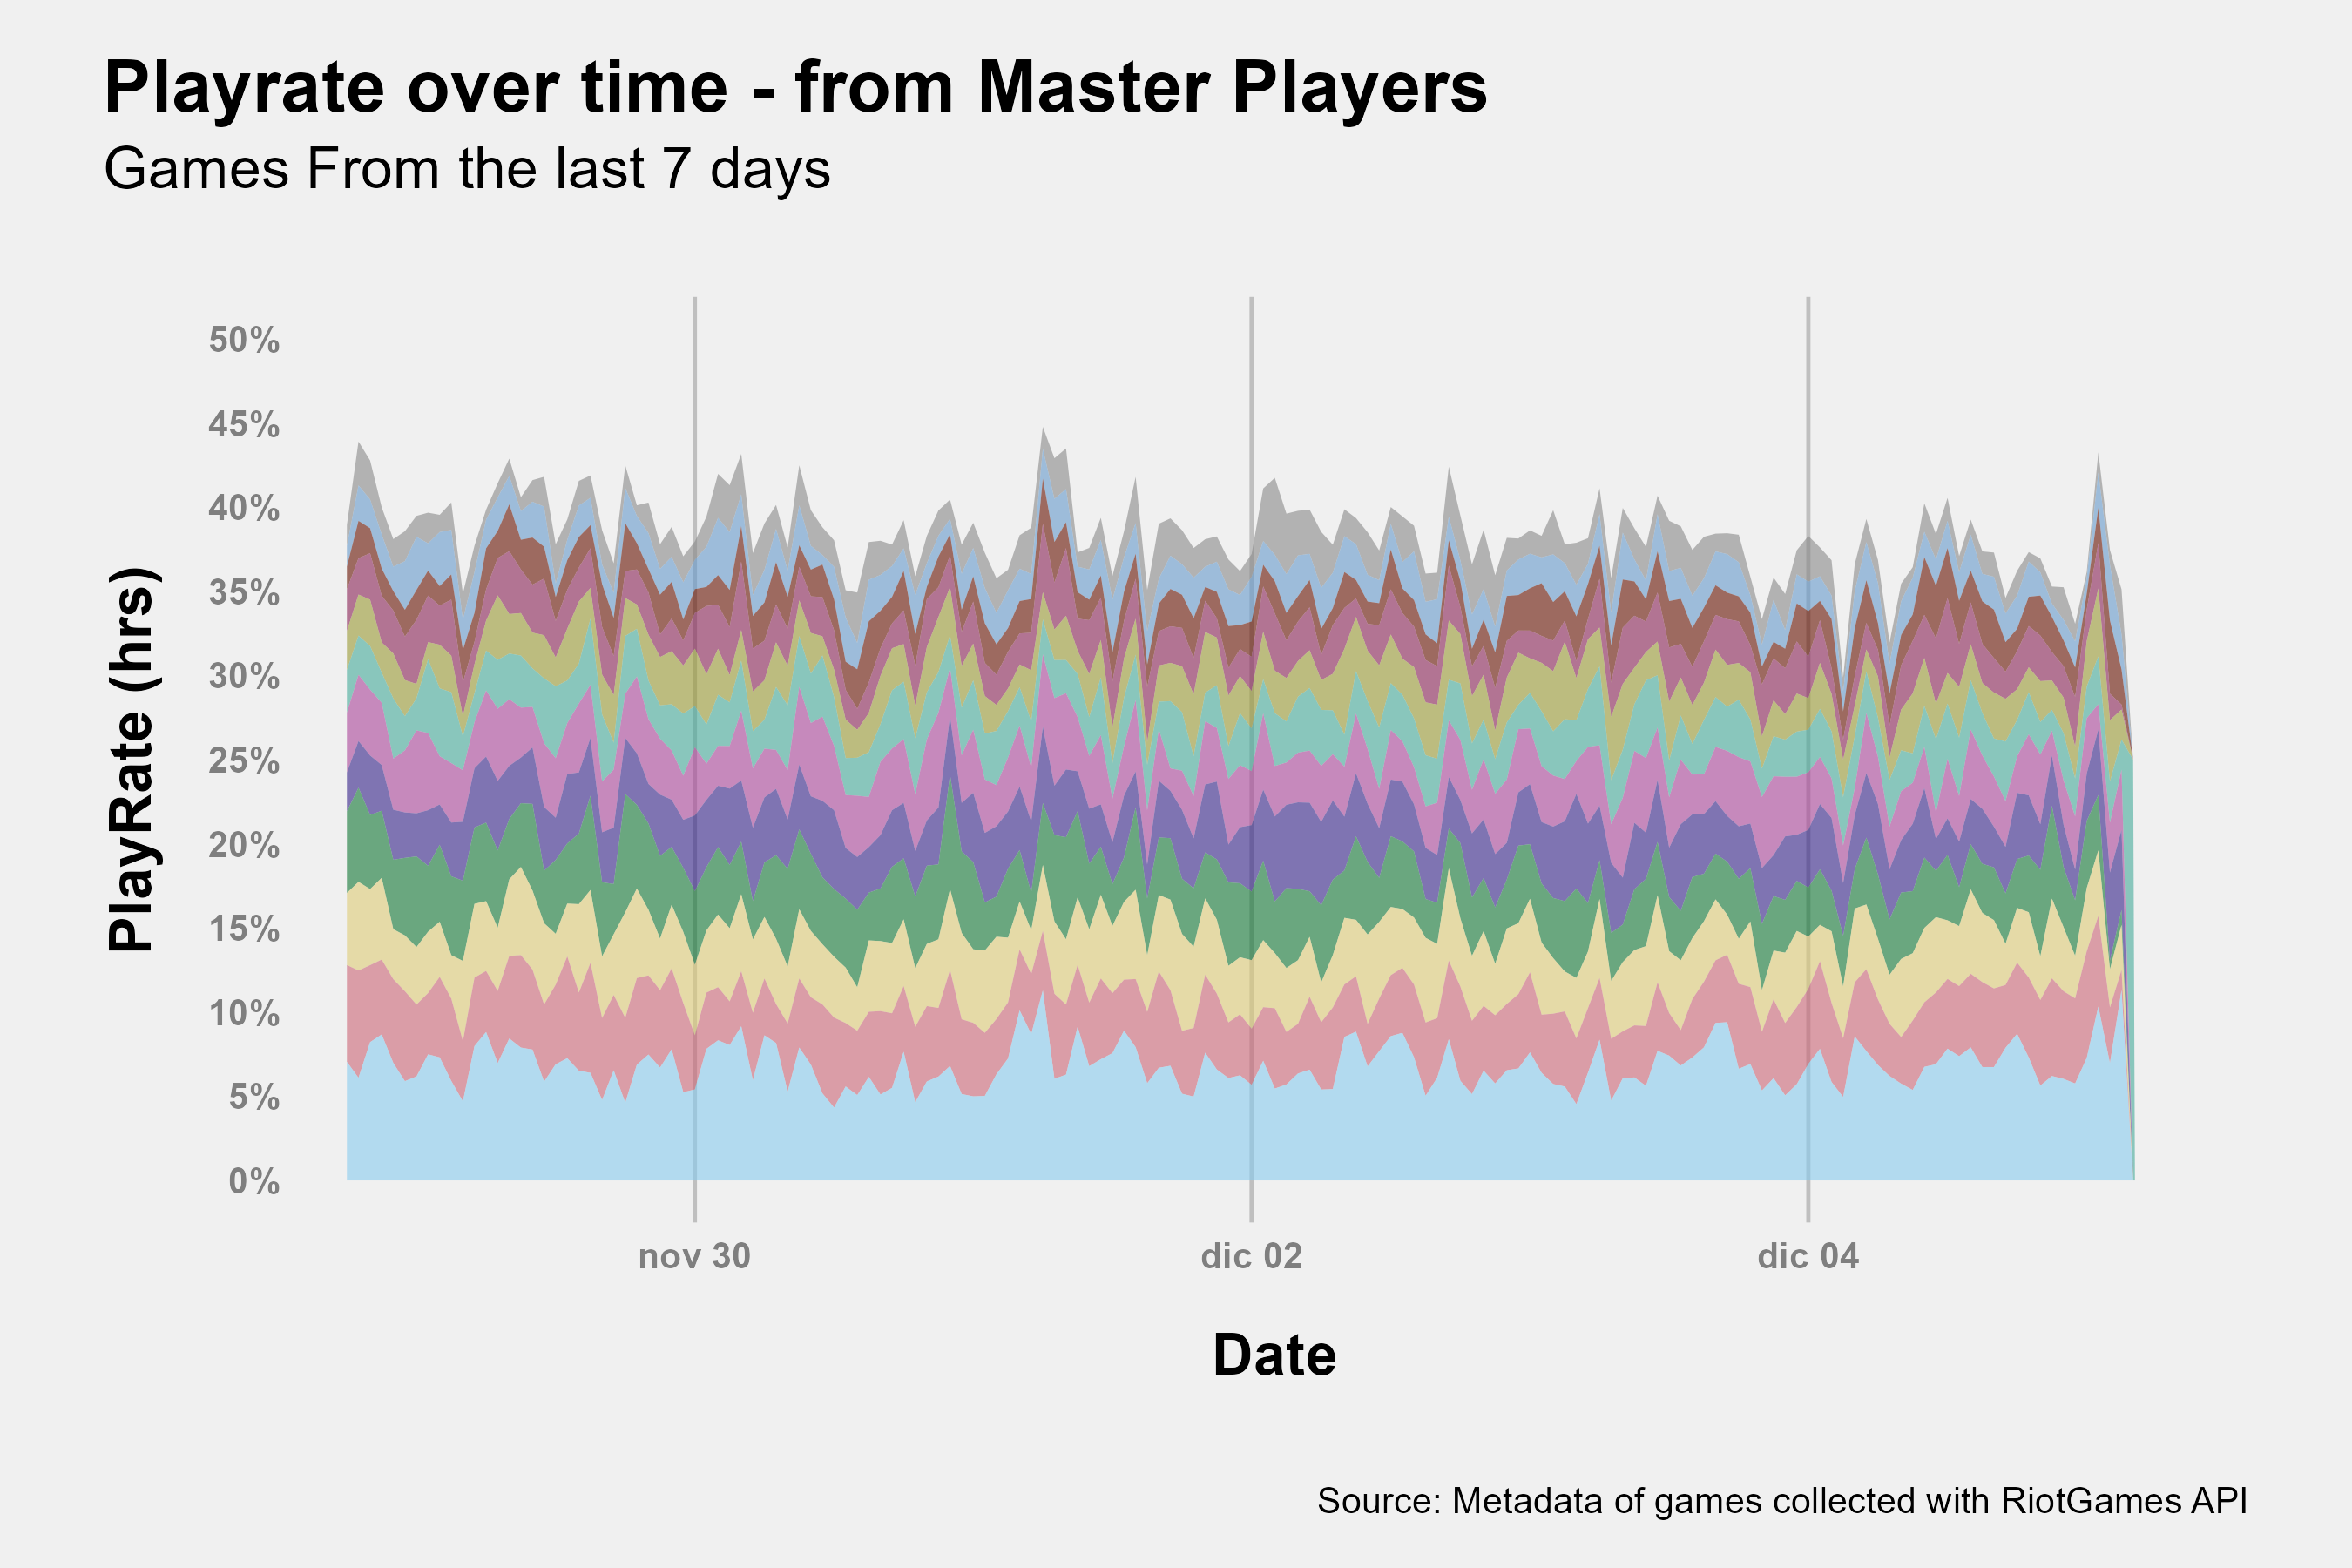 Playrate over time - from Master Players
Games From the last 7 days
50%
45%
40%
35%
30%
25%
20%
15%
10%
5%
0%
PlayRate (hrs)
nov 30
dic 02
dic 04
Date
Source: Metadata of games collected with RiotGames API